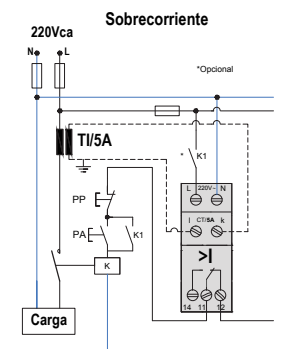 Sobrecorriente
220Vca
N L
*Opcional
TI/5A
* K1
L 220V~ N
l CT/5A k
PP
PA K1
>I
K
14 11 12
Carga